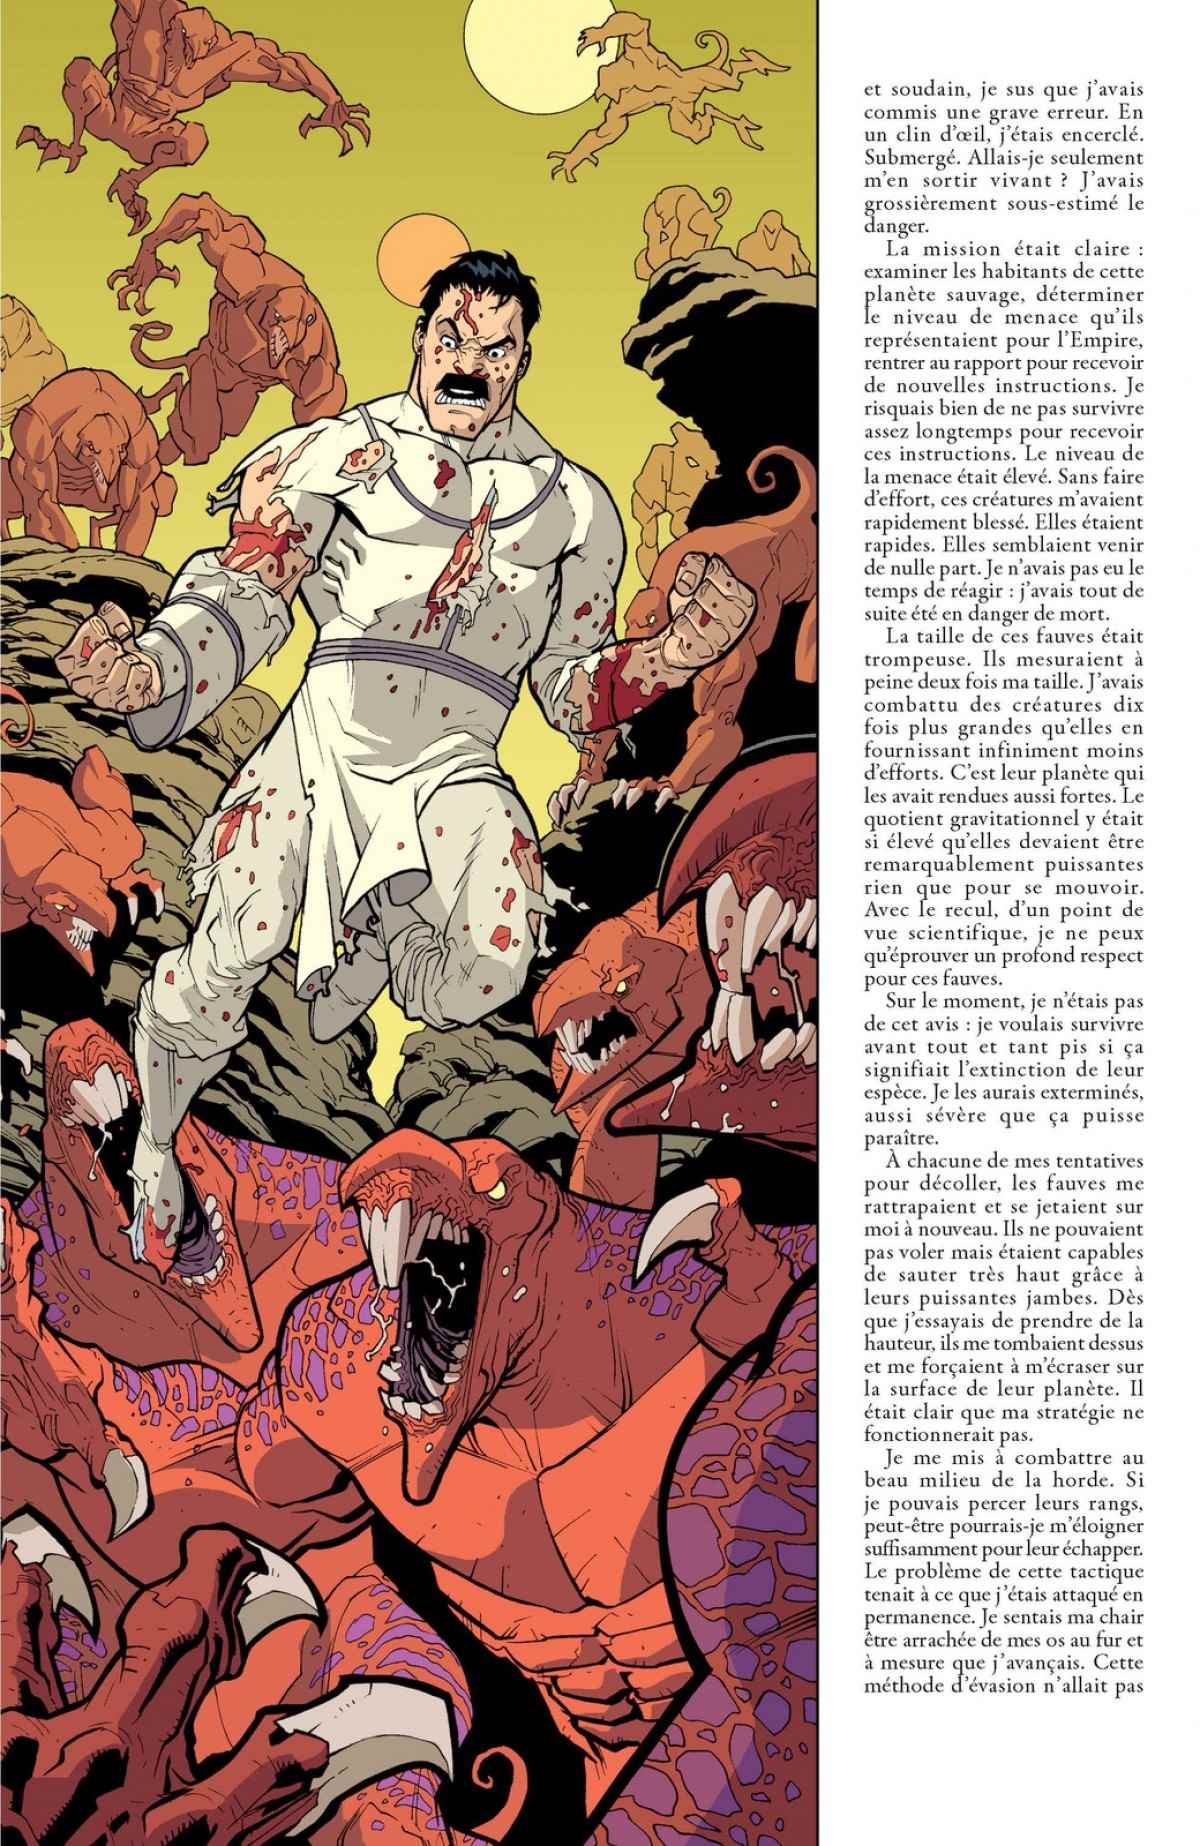 et soudain, je sus que j’avais
commis une grave erreur. En
un clin d’œil, j’étais encerclé.
Submergé. Allais-je seulement
m’en sortir vivant ? J’avais
grossièrement sous-estimé le
danger.
La mission était claire :
examiner les habitants de cette
planète sauvage, déterminer
le niveau de menace qu’ils
représentaient pour l’Empire,
rentrer au rapport pour recevoir
de nouvelles instructions. Je
risquais bien de ne pas survivre
assez longtemps pour recevoir
ces instructions. Le niveau de
la menace était élevé. Sans faire
d’effort, ces créatures m’avaient
rapidement blessé. Elles étaient
rapides. Elles semblaient venir
de nulle part. Je n’avais pas eu le
temps de réagir : j’avais tout de
suite été en danger de mort.
La taille de ces fauves était
trompeuse. Ils mesuraient à
peine deux fois ma taille. J’avais
combattu des créatures dix
fois plus grandes qu’elles en
fournissant infiniment moins
d’efforts. C’est leur planète qui
les avait rendues aussi fortes. Le
quotient gravitationnel y était
si élevé qu’elles devaient être
remarquablement puissantes
rien que pour se mouvoir.
Avec le recul, d’un point de
vue scientifique, je ne peux
qu’éprouver un profond respect
pour ces fauves.
Sur le moment, je n’étais pas
de cet avis : je voulais survivre
avant tout et tant pis si ça
signifiait l’extinction de leur
espèce. Je les aurais exterminés,
aussi sévère que ça puisse
paraître.
À chacune de mes tentatives
pour décoller, les fauves me
rattrapaient et se jetaient sur
moi à nouveau. Ils ne pouvaient
pas voler mais étaient capables
de sauter très haut grâce à
leurs puissantes jambes. Dès
que j’essayais de prendre de la
hauteur, ils me tombaient dessus
et me forçaient à m’écraser sur
la surface de leur planète. Il
était clair que ma stratégie ne
fonctionnerait pas.
Je me mis à combattre au
beau milieu de la horde. Si
je pouvais percer leurs rangs,
peut-être pourrais-je m’éloigner
suffisamment pour leur échapper.
Le problème de cette tactique
tenait à ce que j’étais attaqué en
permanence. Je sentais ma chair
être arrachée de mes os au fur et
à mesure que j’avançais. Cette
méthode d’évasion n’allait pas